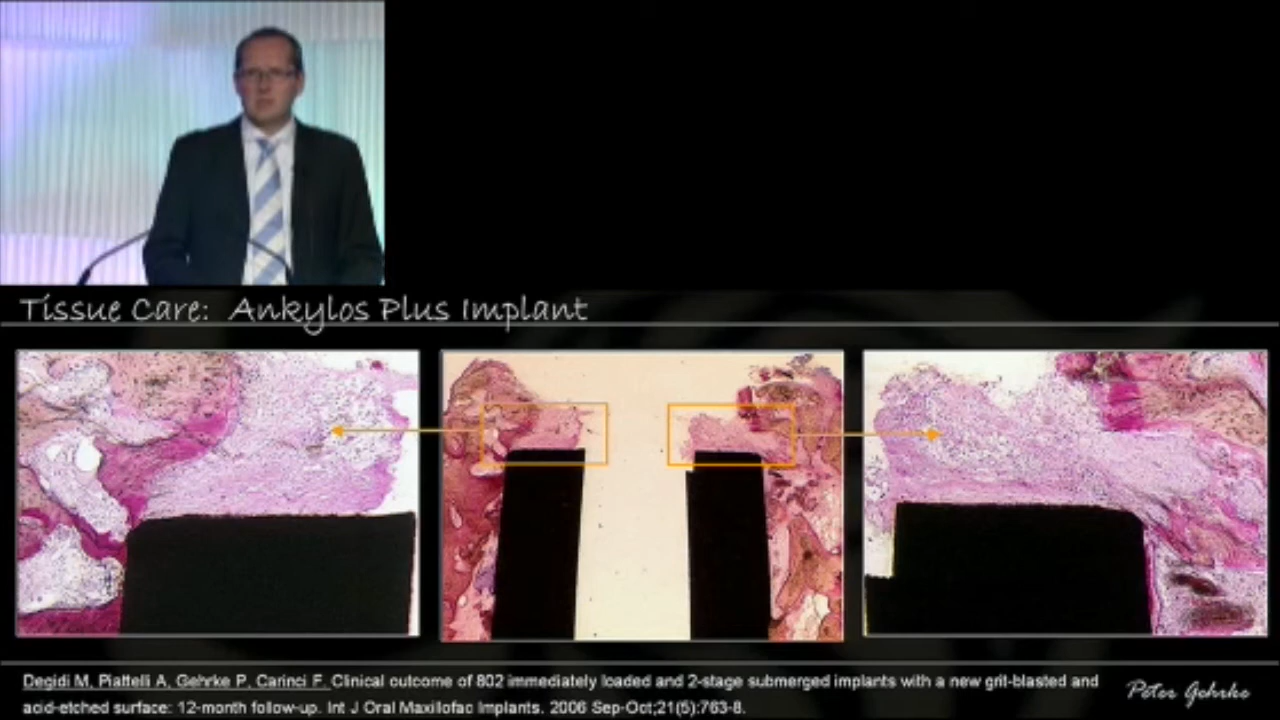 Tissue Care: Ankylos Plus Implant
Degidi M, Piattelli A, Gehrke P, Carinci F. Clinical outcome of 802 immediately loaded and 2-stage submerged implants with a new grit-blasted and
acid-etched surface: 12-month follow-up. Int J Oral Maxillofac Implants. 2006 Sep-Oct;21(5):763-8.
Peter Gehrke